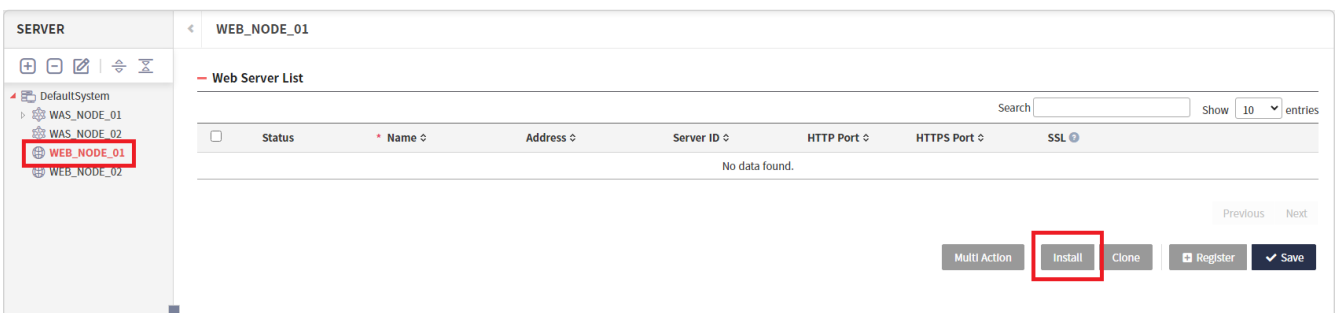 SERVER
WEB_NODE_01
DefaultSystem
WAS_NODE_01
WAS_NODE_02
WEB_NODE_01
WEB_NODE_02
Web Server List
Search Show 10 entries
Status * Name Address Server ID HTTP Port HTTPS Port SSL
No data found.
Previous Next
Multi Action Install Clone Register Save